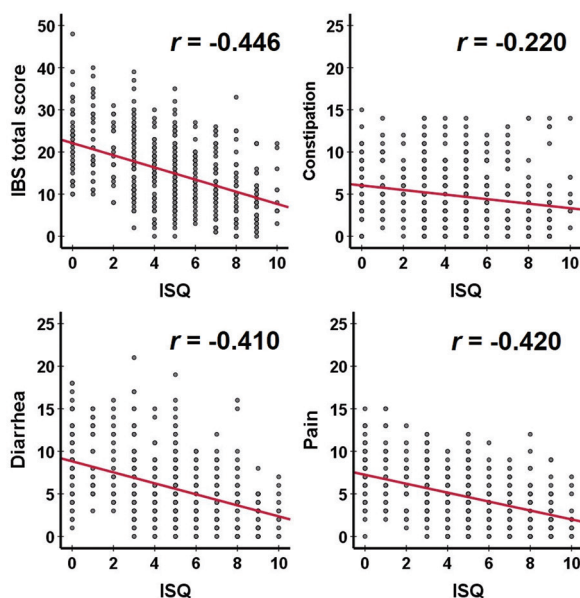 r = -0.446
IBS total score
50
40
30
20
10
0
0 2 4 6 8 10
ISQ
r = -0.220
Constipation
25
20
15
10
5
0
0 2 4 6 8 10
ISQ
r = -0.410
Diarrhea
25
20
15
10
5
0
0 2 4 6 8 10
ISQ
r = -0.420
Pain
25
20
15
10
5
0
0 2 4 6 8 10
ISQ